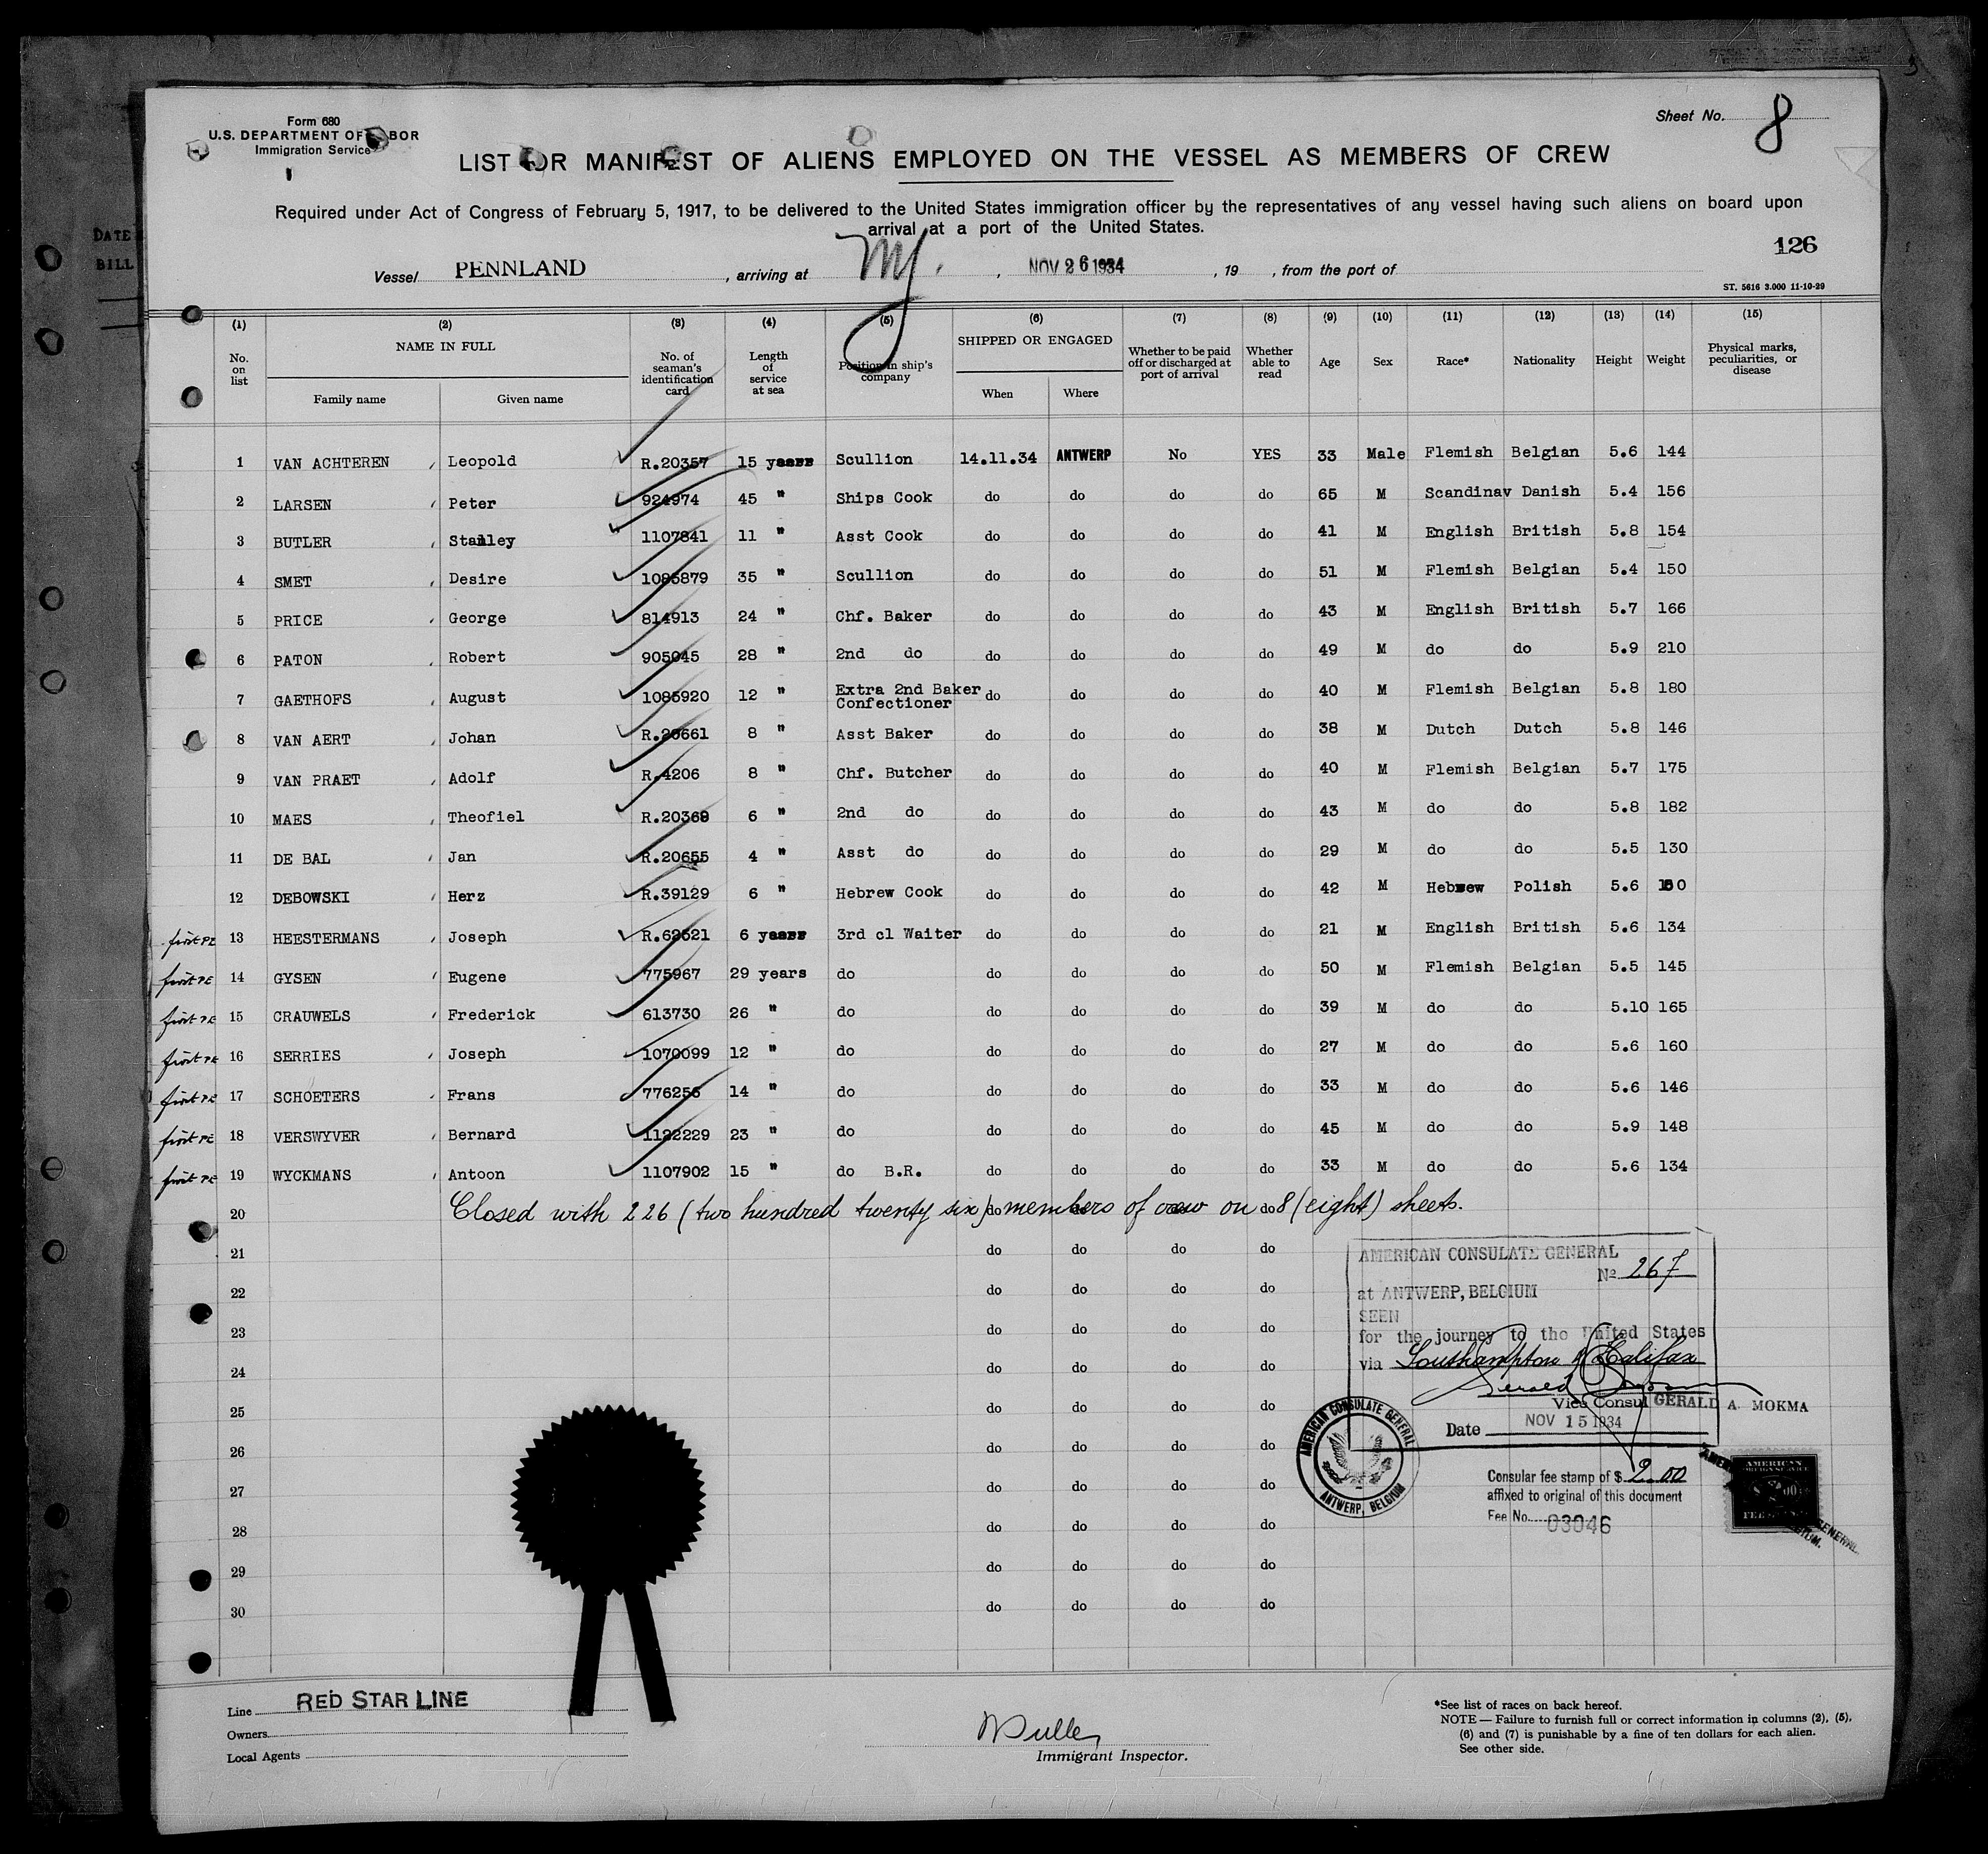 Form 680
U.S. DEPARTMENT OF LABOR
Immigration Service
Sheet No. 8
LIST OR MANIFEST OF ALIENS EMPLOYED ON THE VESSEL AS MEMBERS OF CREW
Required under Act of Congress of February 5, 1917, to be delivered to the United States immigration officer by the representatives of any vessel having such aliens on board upon
arrival at a port of the United States.
126
DATE
BILL
Vessel PENNLAND , arriving at NY. , NOV 26 1934 , 19 , from the port of
ST. 5616 3.000 11-10-29
(1) (2) (3) (4) (5) (6) (7) (8) (9) (10) (11) (12) (13) (14) (15)
No. on list NAME IN FULL Family name Given name No. of seaman's identification card Length of service at sea Position in ship's company SHIPPED OR ENGAGED When Where Whether to be paid off or discharged at port of arrival Whether able to read Age Sex Race* Nationality Height Weight Physical marks, peculiarities, or disease
1 VAN ACHTEREN Leopold R.20357 15 years Scullion 14.11.34 ANTWERP No YES 33 Male Flemish Belgian 5.6 144
2 LARSEN Peter 924974 45 " Ships Cook do do do do 65 M Scandinav Danish 5.4 156
3 BUTLER Stanley 1107841 11 " Asst Cook do do do do 41 M English British 5.8 154
4 SMET Desire 1085879 35 " Scullion do do do do 51 M Flemish Belgian 5.4 150
5 PRICE George 814913 24 " Chf. Baker do do do do 43 M English British 5.7 166
6 PATON Robert 905045 28 " 2nd do do do do do 49 M do do 5.9 210
7 GAETHOFS August 1085920 12 " Extra 2nd Baker Confectioner do do do do 40 M Flemish Belgian 5.8 180
8 VAN AERT Johan R.20661 8 " Asst Baker do do do do 38 M Dutch Dutch 5.8 146
9 VAN PRAET Adolf R.4206 8 " Chf. Butcher do do do do 40 M Flemish Belgian 5.7 175
10 MAES Theofiel R.20369 6 " 2nd do do do do do 43 M do do 5.8 182
11 DE BAL Jan R.20655 4 " Asst do do do do do 29 M do do 5.5 130
12 DEBOWSKI Herz R.39129 6 " Hebrew Cook do do do do 42 M Hebrew Polish 5.6
first PE 13 HEESTERMANS Joseph R.62621 6 years 3rd cl Waiter do do do do 21 M English British 5.6 134
first PE 14 GYSEN Eugene 775967 29 years do do do do do 50 M Flemish Belgian 5.5 145
first PE 15 CRAUWELS Frederick 613730 26 " do do do do do 39 M do do 5.10 165
first PE 16 SERRIES Joseph 1070099 12 " do do do do do 27 M do do 5.6 160
first PE 17 SCHOETERS Frans 776256 14 " do do do do do 33 M do do 5.6 146
first PE 18 VERSWYVER Bernard 1122229 23 " do do do do do 45 M do do 5.9 148
first PE 19 WYCKMANS Antoon 1107902 15 " do B.R. do do do do 33 M do do 5.6 134
20 do do do do
Closed with 226 (two hundred twenty six) members of crew on 8 (eight) sheets.
21 do do do do
22 do do do do
23 do do do do
24 do do do do
25 do do do do
26 do do do do
27 do do do do
28 do do do do
29 do do do do
30 do do do do
AMERICAN CONSULATE GENERAL
No 267
at ANTWERP, BELGIUM
SEEN
for the journey to the United States
via Southampton & Halifax
Vice Consul GERALD A. MOKMA
Date NOV 15 1934
AMERICAN CONSULATE GENERAL
ANTWERP, BELGIUM
Consular fee stamp of $ 2.00
affixed to original of this document
Fee No. 03046
AMERICAN
Line RED STAR LINE
Owners
Local Agents
Immigrant Inspector.
*See list of races on back hereof.
NOTE — Failure to furnish full or correct information in columns (2), (5),
(6) and (7) is punishable by a fine of ten dollars for each alien.
See other side.